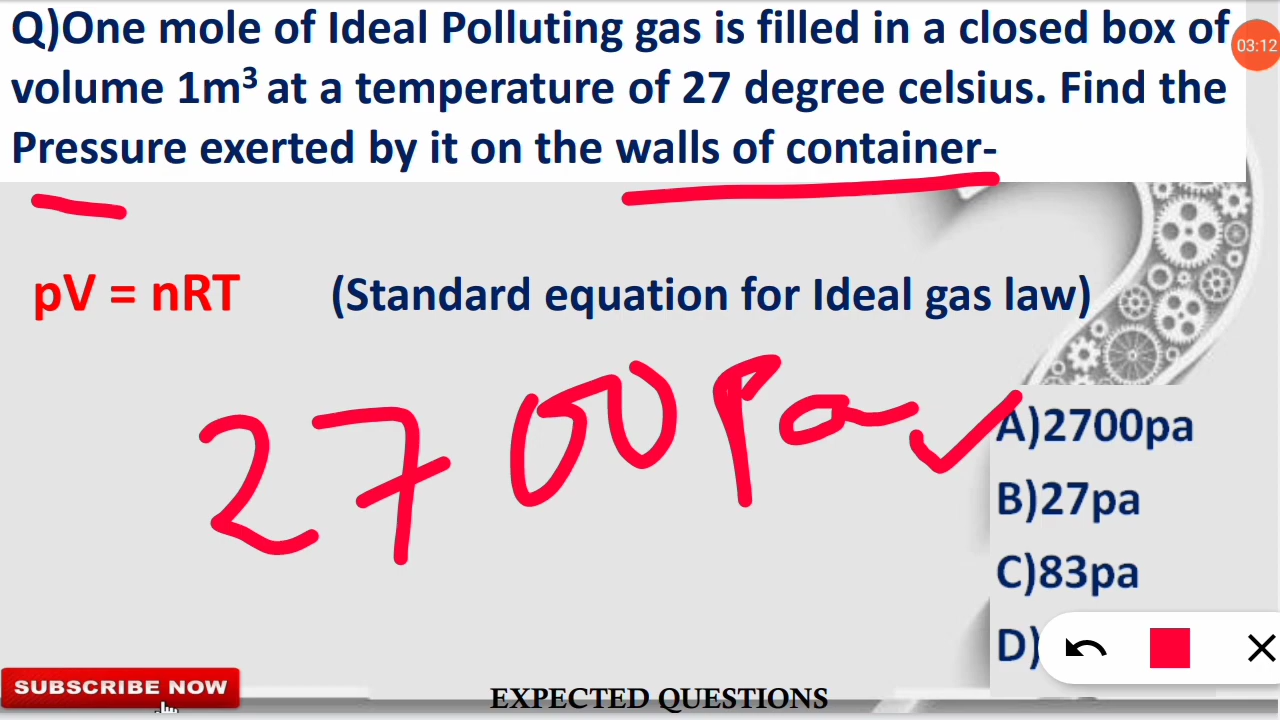 Q)One mole of Ideal Polluting gas is filled in a closed box of
volume 1m³ at a temperature of 27 degree celsius. Find the
Pressure exerted by it on the walls of container-
03:12
pV = nRT (Standard equation for Ideal gas law)
2700Pa
A)2700pa
B)27pa
C)83pa
D)
SUBSCRIBE NOW
EXPECTED QUESTIONS